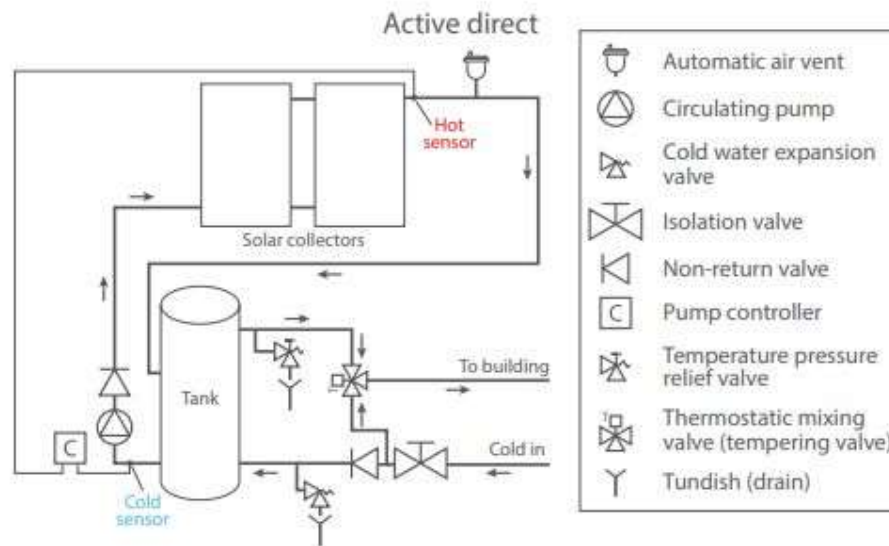 Active direct
Hot
sensor
Solar collectors
To building
Tank
C
Cold in
Cold
sensor
Automatic air vent
Circulating pump
Cold water expansion
valve
Isolation valve
Non-return valve
C
Pump controller
Temperature pressure
relief valve
T
Thermostatic mixing
valve (tempering valve)
Tundish (drain)